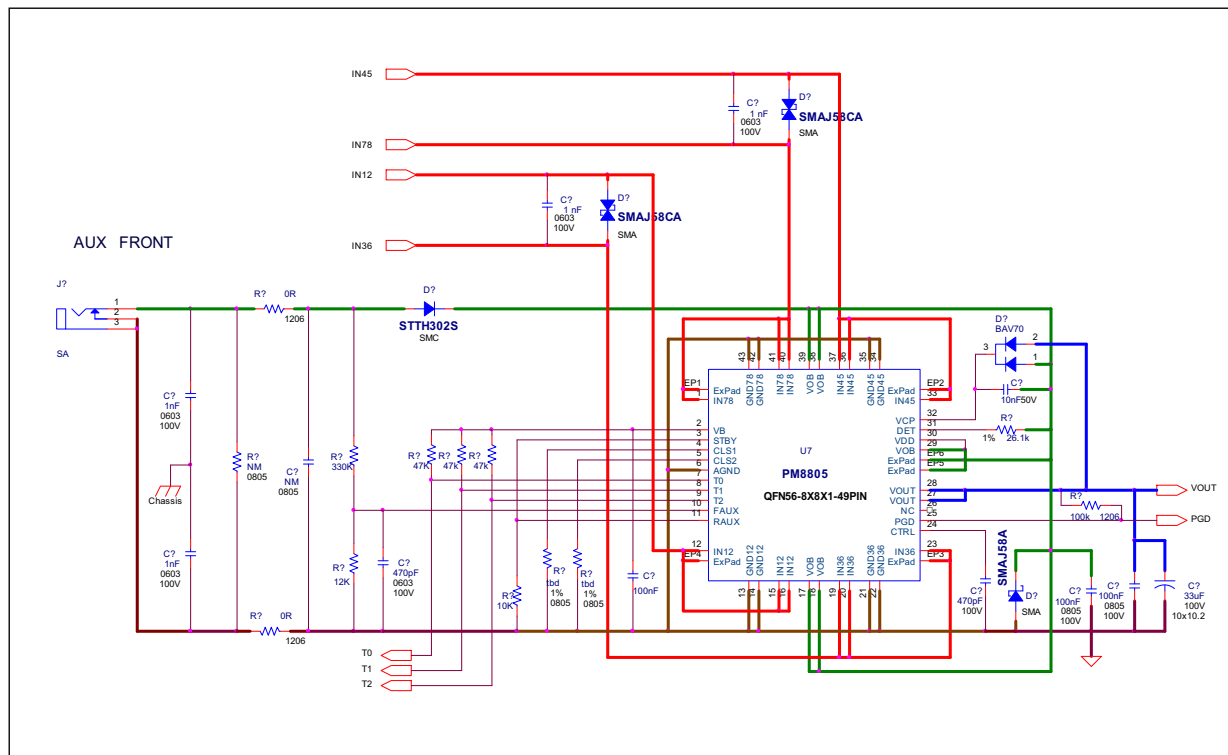 IN45
IN78
IN12
IN36
C?
1 nF
0603
100V
D?
SMAJ58CA
SMA
C?
1 nF
0603
100V
D?
SMAJ58CA
SMA
AUX FRONT
J?
1
2
3
SA
R? 0R
1206
D?
STTH302S
SMC
C?
1nF
0603
100V
Chassis
C?
1nF
0603
100V
R?
NM
0805
C?
NM
0805
R?
330K
R?
12K
C?
470pF
0603
100V
R? 0R
1206
R?
47K
R?
47k
R?
47k
R?
10K
R?
tbd
1%
0805
R?
tbd
1%
0805
C?
100nF
T0
T1
T2
43
42
41
40
39
38
37
36
35
34
GND78
GND78
IN78
IN78
VOB
VOB
IN45
IN45
GND45
GND45
EP1
1
2
3
4
5
6
7
8
9
10
11
12
EP4
ExPad
IN78
VB
STBY
CLS1
CLS2
AGND
T0
T1
T2
FAUX
RAUX
IN12
ExPad
U7
PM8805
QFN56-8X8X1-49PIN
ExPad
IN45
VCP
DET
VDD
VOB
ExPad
ExPad
VOUT
VOUT
NC
PGD
CTRL
IN36
ExPad
EP2
33
32
31
30
29
EP6
EP5
28
27
26
25
24
23
EP3
GND12
GND12
IN12
IN12
VOB
VOB
IN36
IN36
GND36
GND36
13
14
15
16
17
18
19
20
21
22
D?
BAV70
3
2
1
C?
10nF
50V
R?
1% 26.1k
R?
100k 1206
VOUT
PGD
C?
470pF
100V
SMAJ58A
D?
SMA
C?
100nF
0805
100V
C?
100nF
0805
100V
C?
33uF
100V
10x10.2